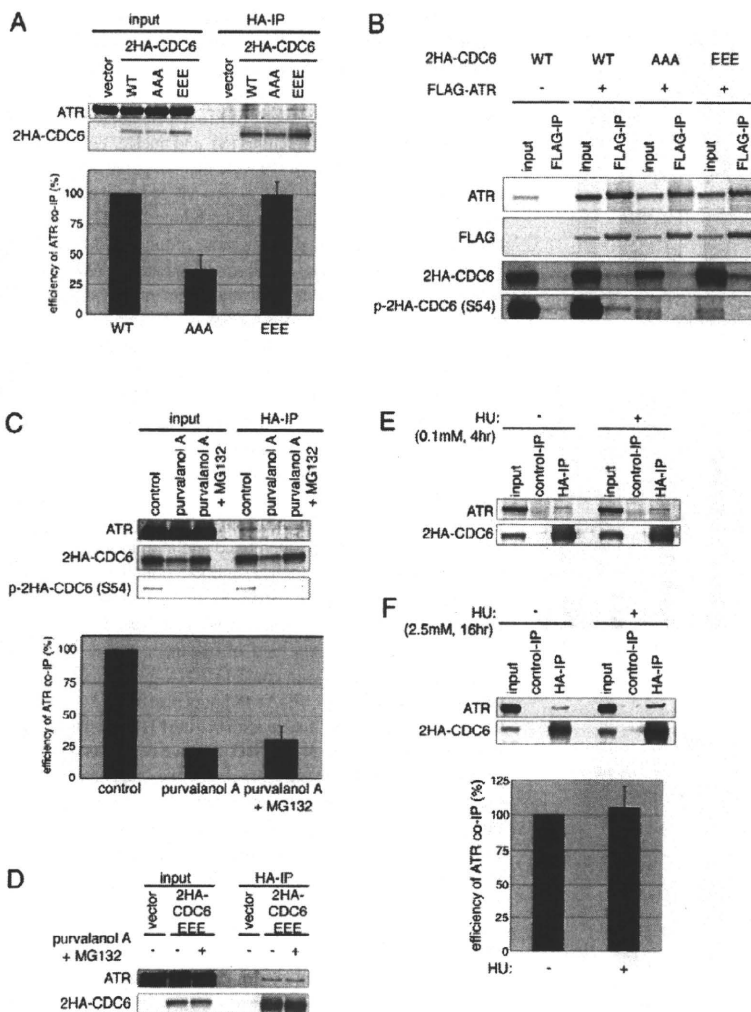 A
input
HA-IP
2HA-CDC6
2HA-CDC6
vector
WT
AAA
EEE
vector
WT
AAA
EEE
ATR
2HA-CDC6
efficiency of ATR co-IP (%)
100
75
50
25
0
WT
AAA
EEE
B
2HA-CDC6
WT
WT
AAA
EEE
FLAG-ATR
-
+
+
+
input
FLAG-IP
input
FLAG-IP
input
FLAG-IP
input
FLAG-IP
ATR
FLAG
2HA-CDC6
p-2HA-CDC6 (S54)
C
input
HA-IP
control
purvalanol A
purvalanol A + MG132
control
purvalanol A
purvalanol A + MG132
ATR
2HA-CDC6
p-2HA-CDC6 (S54)
efficiency of ATR co-IP (%)
100
75
50
25
0
control
purvalanol A
purvalanol A
+ MG132
D
input
HA-IP
vector
2HA-
CDC6
EEE
vector
2HA-
CDC6
EEE
purvalanol A
+ MG132
-
-
+
-
-
+
ATR
2HA-CDC6
E
HU:
-
+
(0.1mM, 4hr)
input
control-IP
HA-IP
input
control-IP
HA-IP
ATR
2HA-CDC6
F
HU:
-
+
(2.5mM, 16hr)
input
control-IP
HA-IP
input
control-IP
HA-IP
ATR
2HA-CDC6
efficiency of ATR co-IP (%)
125
100
75
50
25
0
HU:
-
+